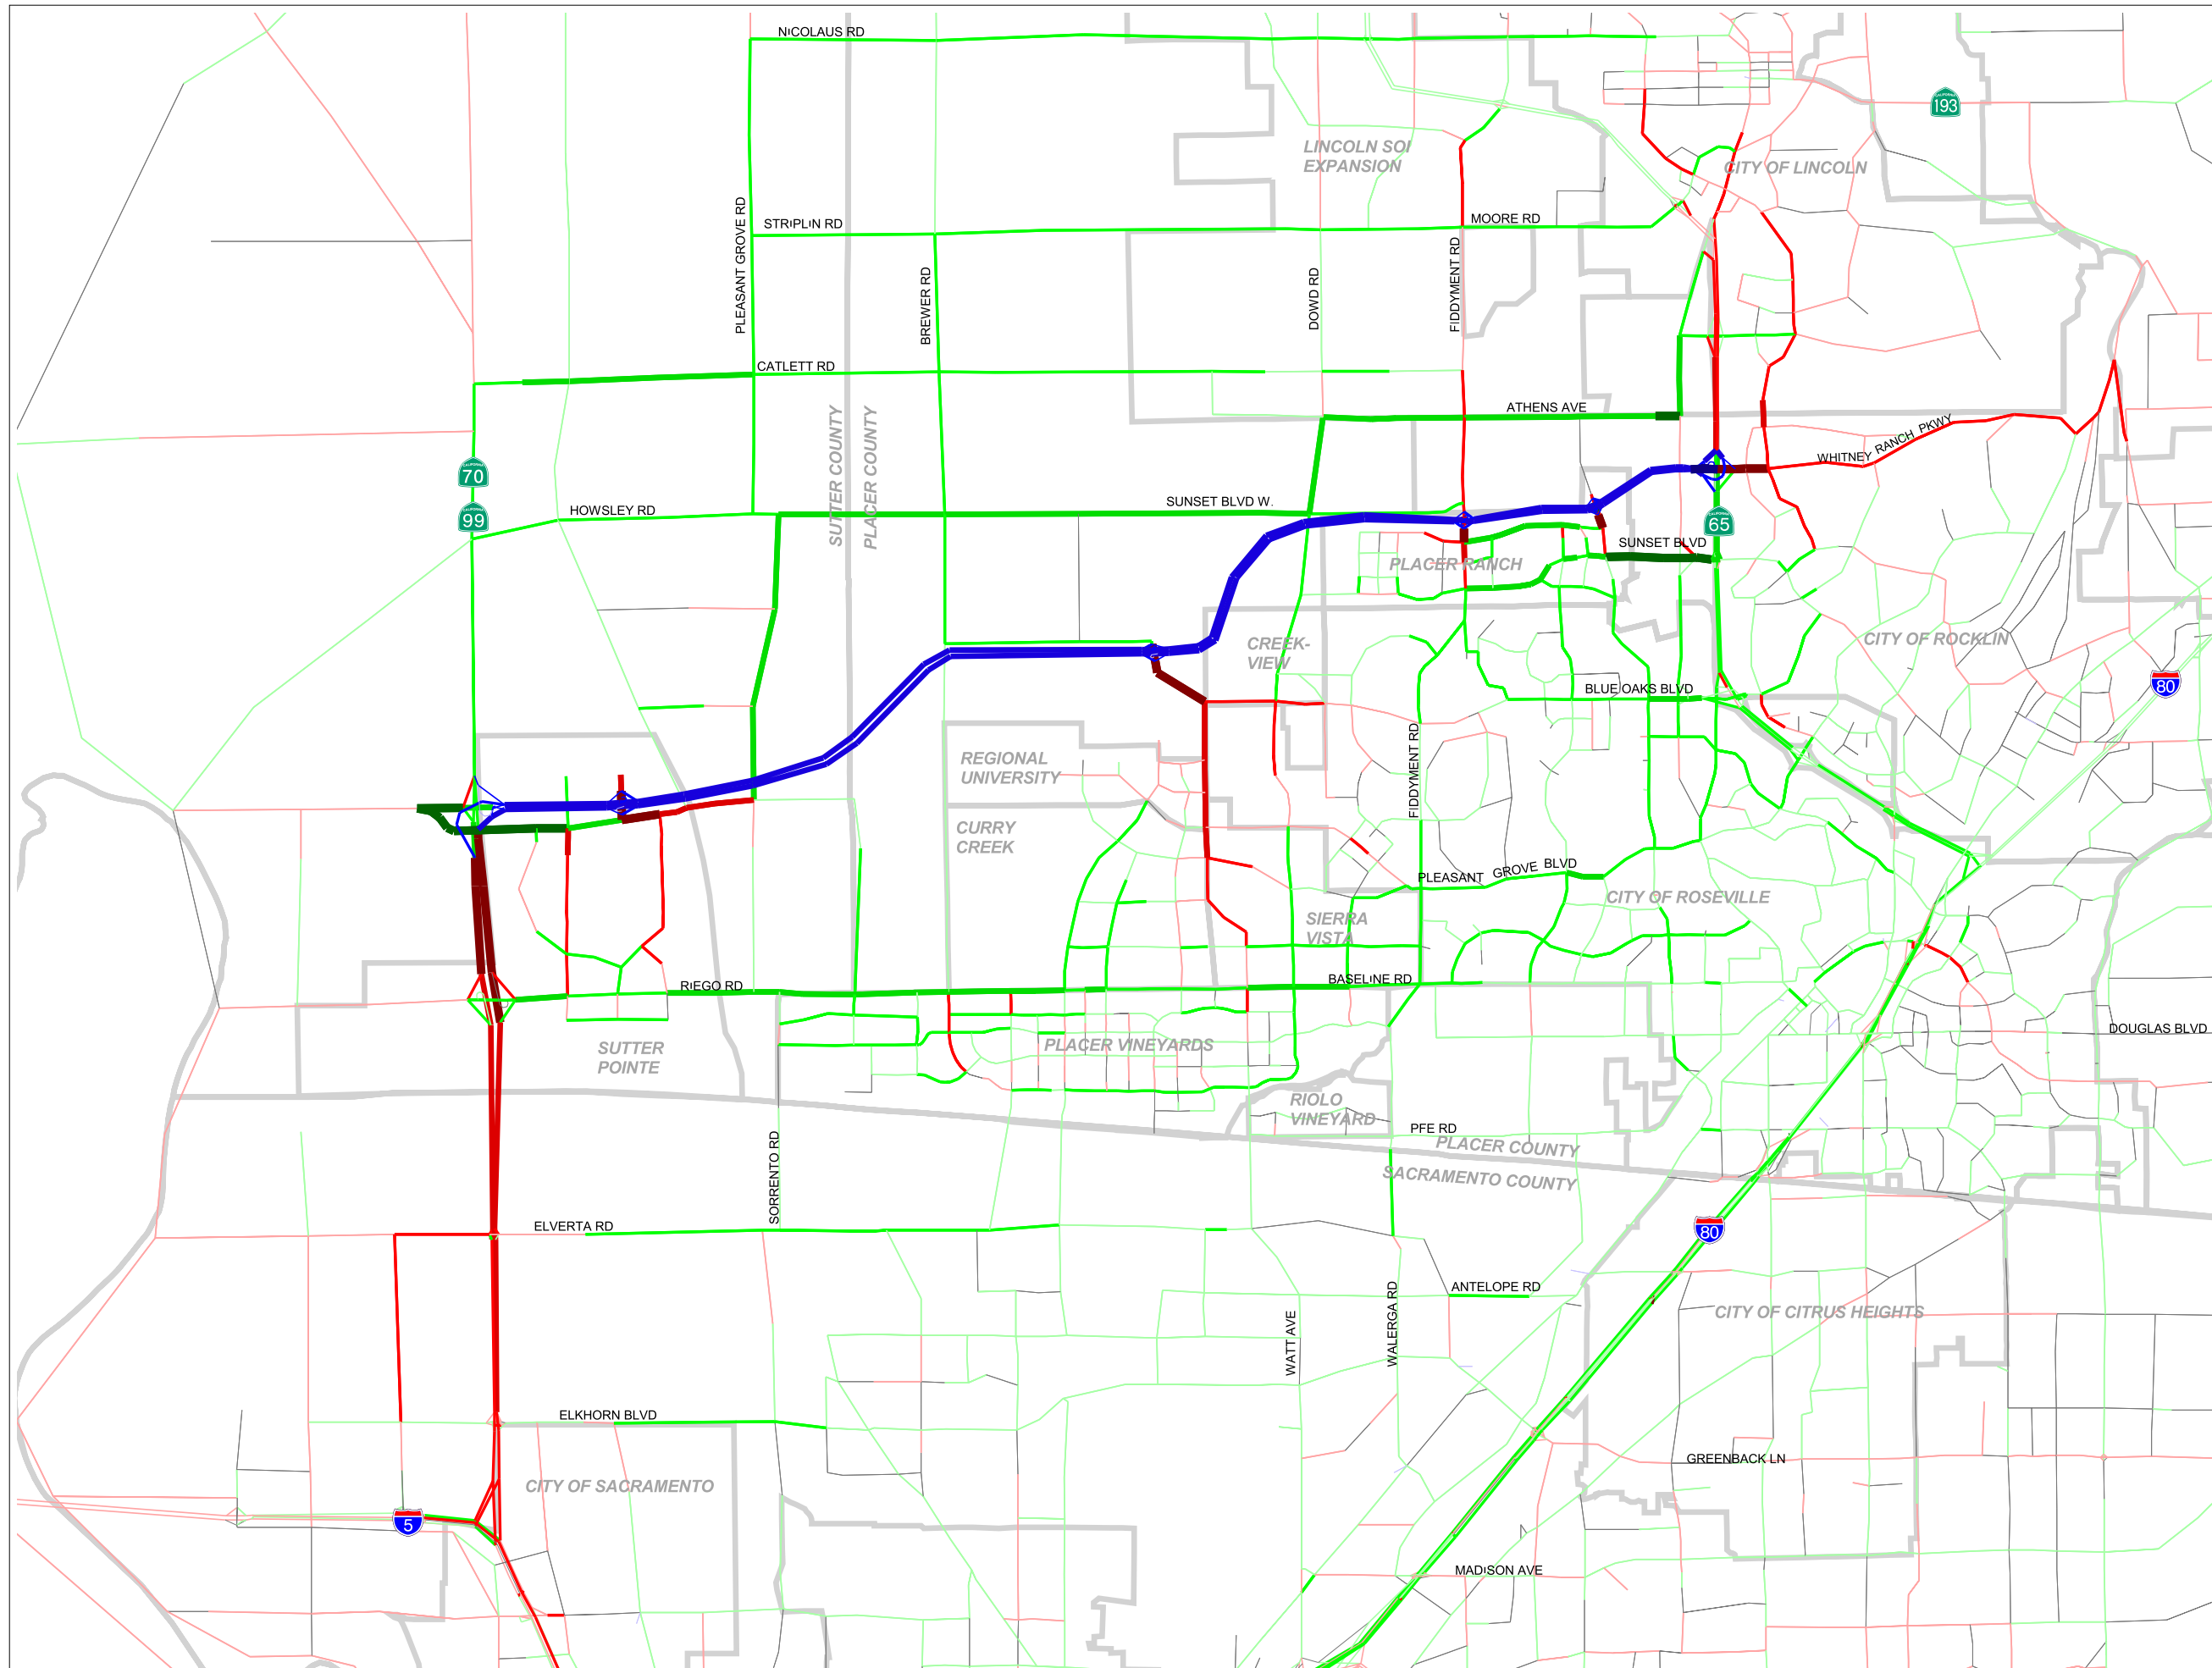 NICOLAUS RD
CALIFORNIA
193
LINCOLN SOI
EXPANSION
CITY OF LINCOLN
PLEASANT GROVE RD
STRIPLIN RD
MOORE RD
BREWER RD
DOWD RD
FIDDYMENT RD
CATLETT RD
ATHENS AVE
SUTTER COUNTY
PLACER COUNTY
WHITNEY RANCH PKWY
CALIFORNIA
70
CALIFORNIA
99
HOWSLEY RD
SUNSET BLVD W.
CALIFORNIA
65
SUNSET BLVD
PLACER RANCH
CREEK-
VIEW
CITY OF ROCKLIN
80
BLUE OAKS BLVD
REGIONAL
UNIVERSITY
FIDDYMENT RD
CURRY
CREEK
PLEASANT GROVE BLVD
CITY OF ROSEVILLE
SIERRA
VISTA
RIEGO RD
BASELINE RD
DOUGLAS BLVD
SUTTER
POINTE
PLACER VINEYARDS
RIOLO
VINEYARD
PFE RD
PLACER COUNTY
SACRAMENTO COUNTY
SORRENTO RD
ELVERTA RD
80
ANTELOPE RD
WATT AVE
WALERGA RD
CITY OF CITRUS HEIGHTS
ELKHORN BLVD
GREENBACK LN
CITY OF SACRAMENTO
5
MADISON AVE